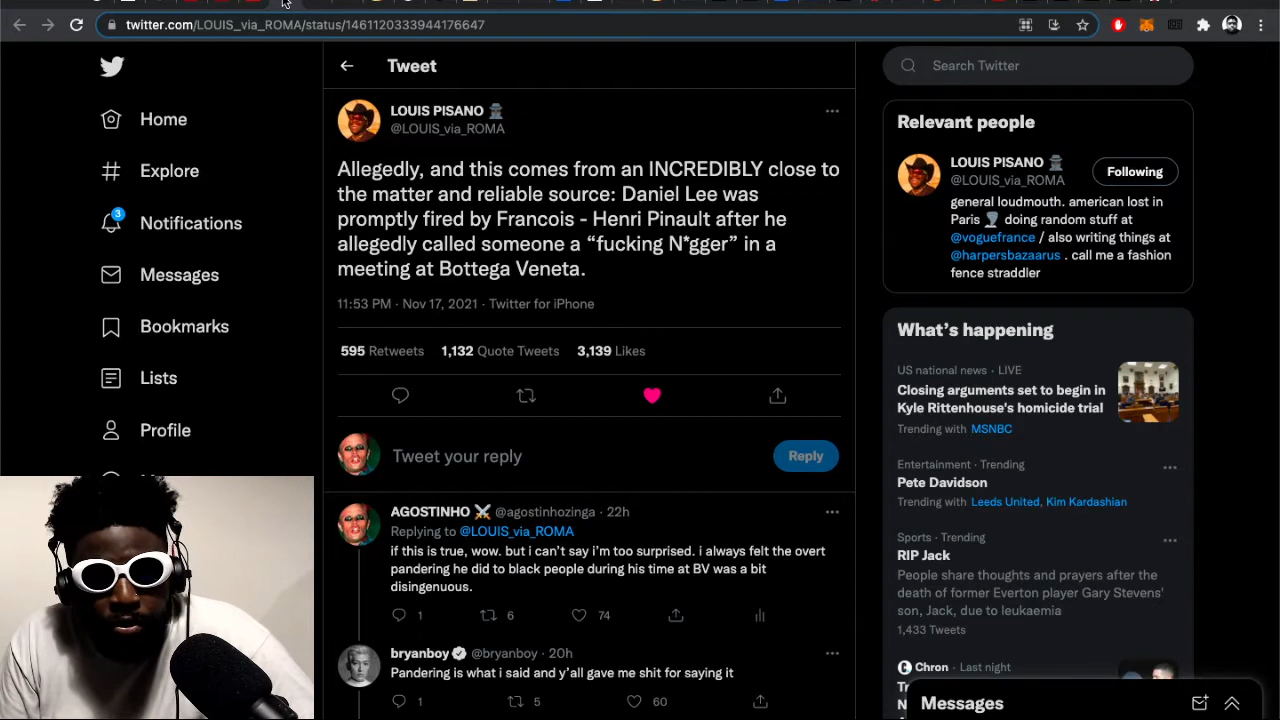 twitter.com/LOUIS_via_ROMA/status/1461120333944176647
Tweet
Search Twitter
Home
Explore
3
Notifications
Messages
Bookmarks
Lists
Profile
LOUIS PISANO
@LOUIS_via_ROMA
Allegedly, and this comes from an INCREDIBLY close to
the matter and reliable source: Daniel Lee was
promptly fired by Francois - Henri Pinault after he
allegedly called someone a “fucking N*gger” in a
meeting at Bottega Veneta.
11:53 PM · Nov 17, 2021 · Twitter for iPhone
595 Retweets 1,132 Quote Tweets 3,139 Likes
Tweet your reply
Reply
AGOSTINHO ⚔ @agostinhozinga · 22h
Replying to @LOUIS_via_ROMA
if this is true, wow. but i can’t say i’m too surprised. i always felt the overt
pandering he did to black people during his time at BV was a bit
disingenuous.
1 6 74
bryanboy @bryanboy · 20h
Pandering is what i said and y’all gave me shit for saying it
1 5 60
Relevant people
LOUIS PISANO
@LOUIS_via_ROMA
Following
general loudmouth. american lost in
Paris doing random stuff at
@voguefrance / also writing things at
@harpersbazaarus . call me a fashion
fence straddler
What’s happening
US national news · LIVE
Closing arguments set to begin in
Kyle Rittenhouse's homicide trial
Trending with MSNBC
Entertainment · Trending
Pete Davidson
Trending with Leeds United, Kim Kardashian
Sports · Trending
RIP Jack
People share thoughts and prayers after the
death of former Everton player Gary Stevens’
son, Jack, due to leukaemia
1,433 Tweets
Chron · Last night
Messages